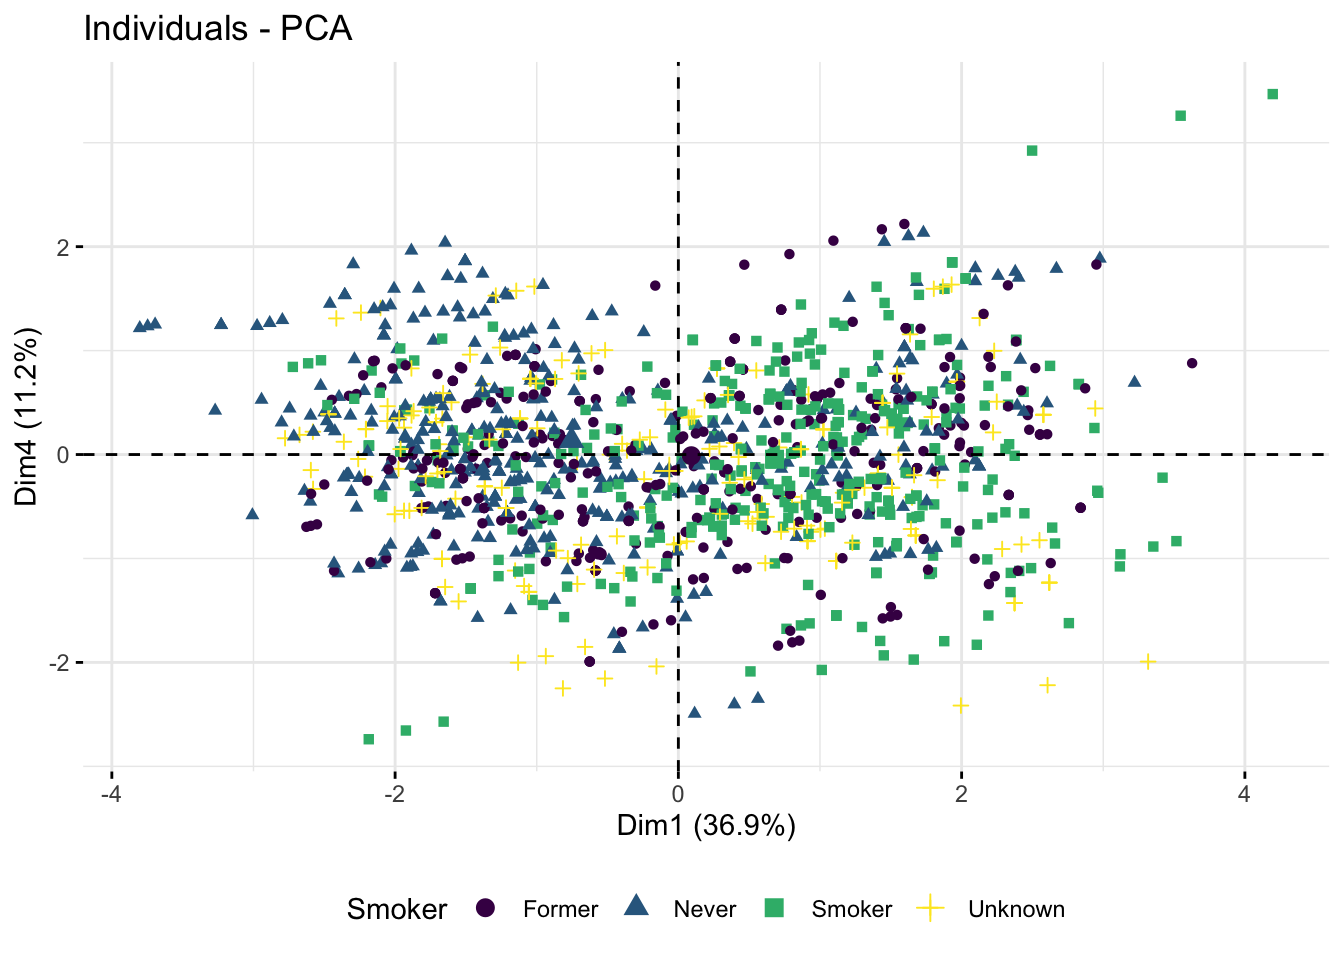 Individuals - PCA
Dim4 (11.2%)
2
0
-2
-4
-2
0
2
4
Dim1 (36.9%)
Smoker Former Never Smoker Unknown